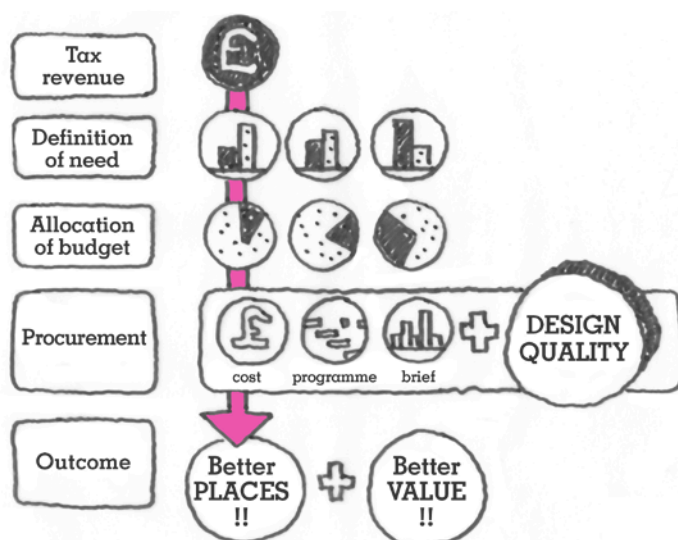 Tax
revenue
£
Definition
of need
Allocation
of budget
Procurement
£
cost
programme
brief
+
DESIGN
QUALITY
Outcome
Better
PLACES
!!
+
Better
VALUE
!!